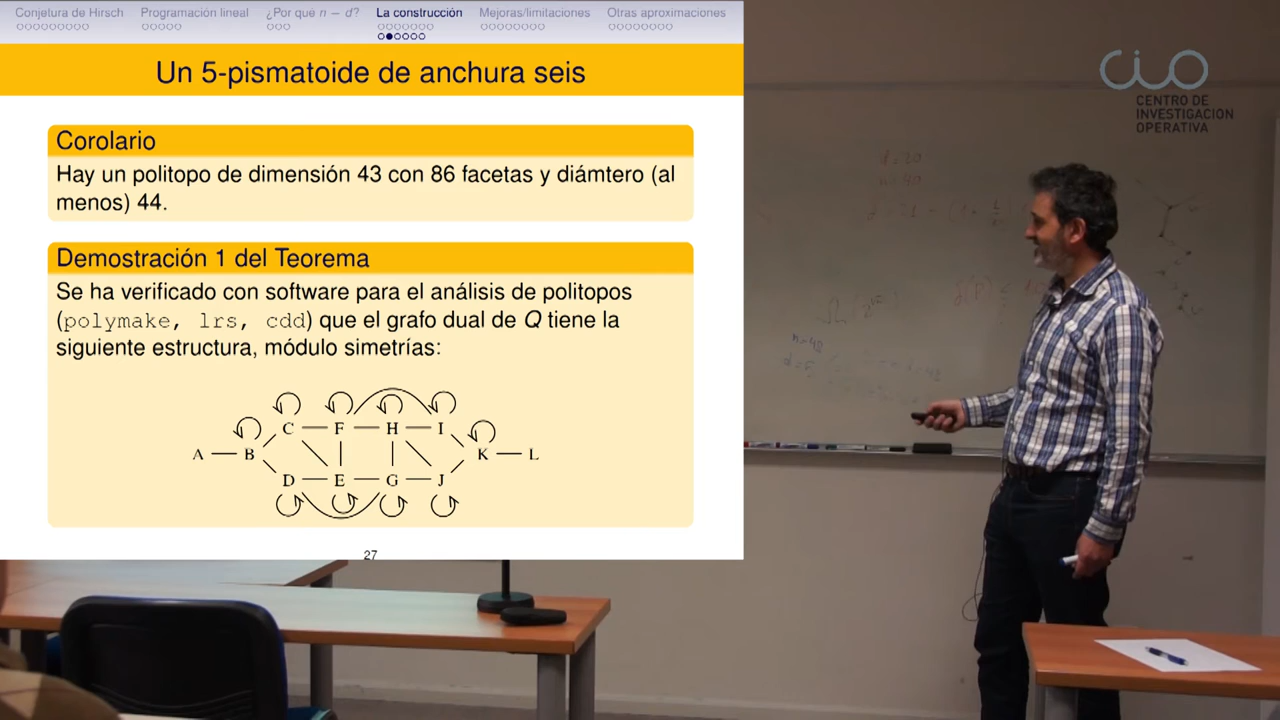 Conjetura de Hirsch Programación lineal ¿Por qué n − d? La construcción Mejoras/limitaciones Otras aproximaciones
Un 5-pismatoide de anchura seis
Corolario
Hay un politopo de dimensión 43 con 86 facetas y diámtero (al
menos) 44.
Demostración 1 del Teorema
Se ha verificado con software para el análisis de politopos
(polymake, lrs, cdd) que el grafo dual de Q tiene la
siguiente estructura, módulo simetrías:
C F H I
A B K L
D E G J
27
CIO
CENTRO DE
INVESTIGACIÓN
OPERATIVA